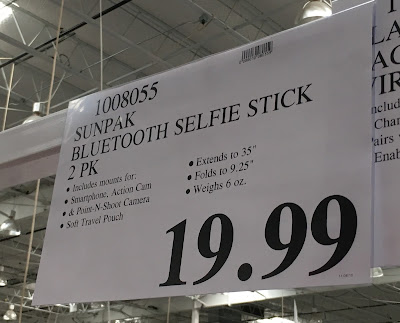 1008055
SUNPAK
BLUETOOTH SELFIE STICK
2 PK
• Includes mounts for:
• Smartphone, Action Cam
• & Point-N-Shoot Camera
• Soft Travel Pouch
• Extends to 35"
• Folds to 9.25"
• Weighs 6 oz.
19.99